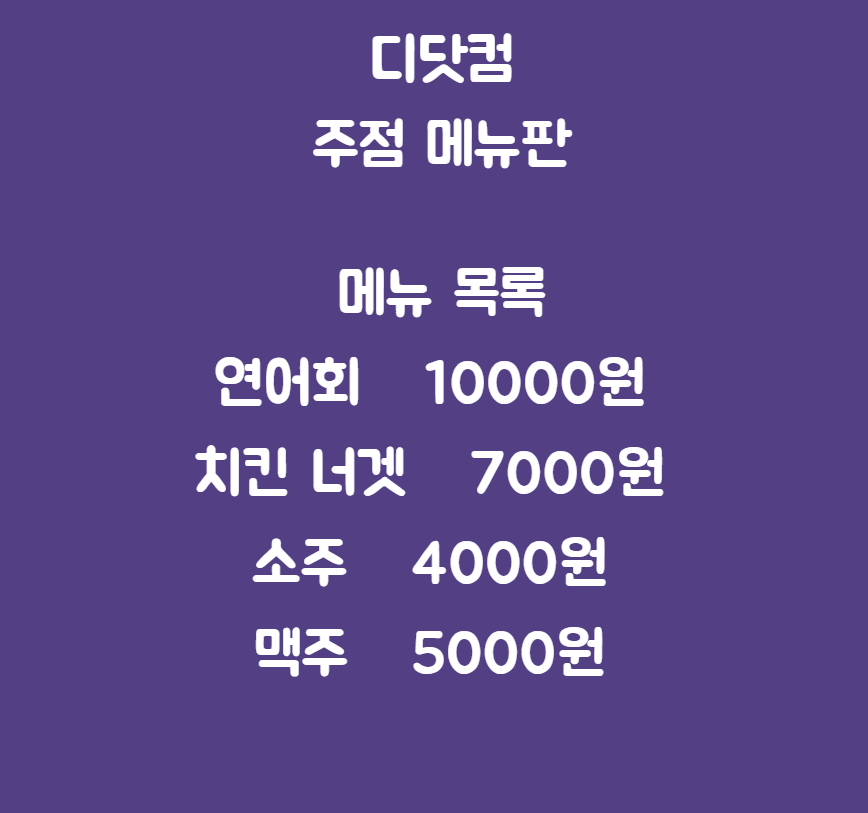 디닷컴
주점 메뉴판
메뉴 목록
연어회 10000원
치킨 너겟 7000원
소주 4000원
맥주 5000원